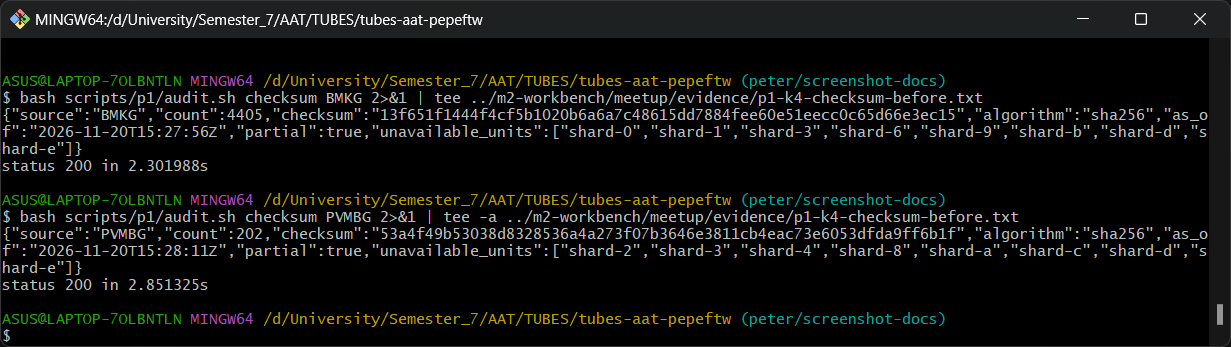 MINGW64:/d/University/Semester_7/AAT/TUBES/tubes-aat-pepeftw
ASUS@LAPTOP-7OLBNTLN MINGW64 /d/University/Semester_7/AAT/TUBES/tubes-aat-pepeftw (peter/screenshot-docs)
$ bash scripts/p1/audit.sh checksum BMKG 2>&1 | tee ../m2-workbench/meetup/evidence/p1-k4-checksum-before.txt
{"source":"BMKG","count":4405,"checksum":"13f651f1444f4cf5b1020b6a6a7c48615dd7884fee60e51eecc0c65d66e3ec15","algorithm":"sha256","as_o
f":"2026-11-20T15:27:56Z","partial":true,"unavailable_units":["shard-0","shard-1","shard-3","shard-6","shard-9","shard-b","shard-d","s
hard-e"]}
status 200 in 2.301988s
ASUS@LAPTOP-7OLBNTLN MINGW64 /d/University/Semester_7/AAT/TUBES/tubes-aat-pepeftw (peter/screenshot-docs)
$ bash scripts/p1/audit.sh checksum PVMBG 2>&1 | tee -a ../m2-workbench/meetup/evidence/p1-k4-checksum-before.txt
{"source":"PVMBG","count":202,"checksum":"53a4f49b53038d8328536a4a273f07b3646e3811cb4eac73e6053dfda9ff6b1f","algorithm":"sha256","as_o
f":"2026-11-20T15:28:11Z","partial":true,"unavailable_units":["shard-2","shard-3","shard-4","shard-8","shard-a","shard-c","shard-d","s
hard-e"]}
status 200 in 2.851325s
ASUS@LAPTOP-7OLBNTLN MINGW64 /d/University/Semester_7/AAT/TUBES/tubes-aat-pepeftw (peter/screenshot-docs)
$